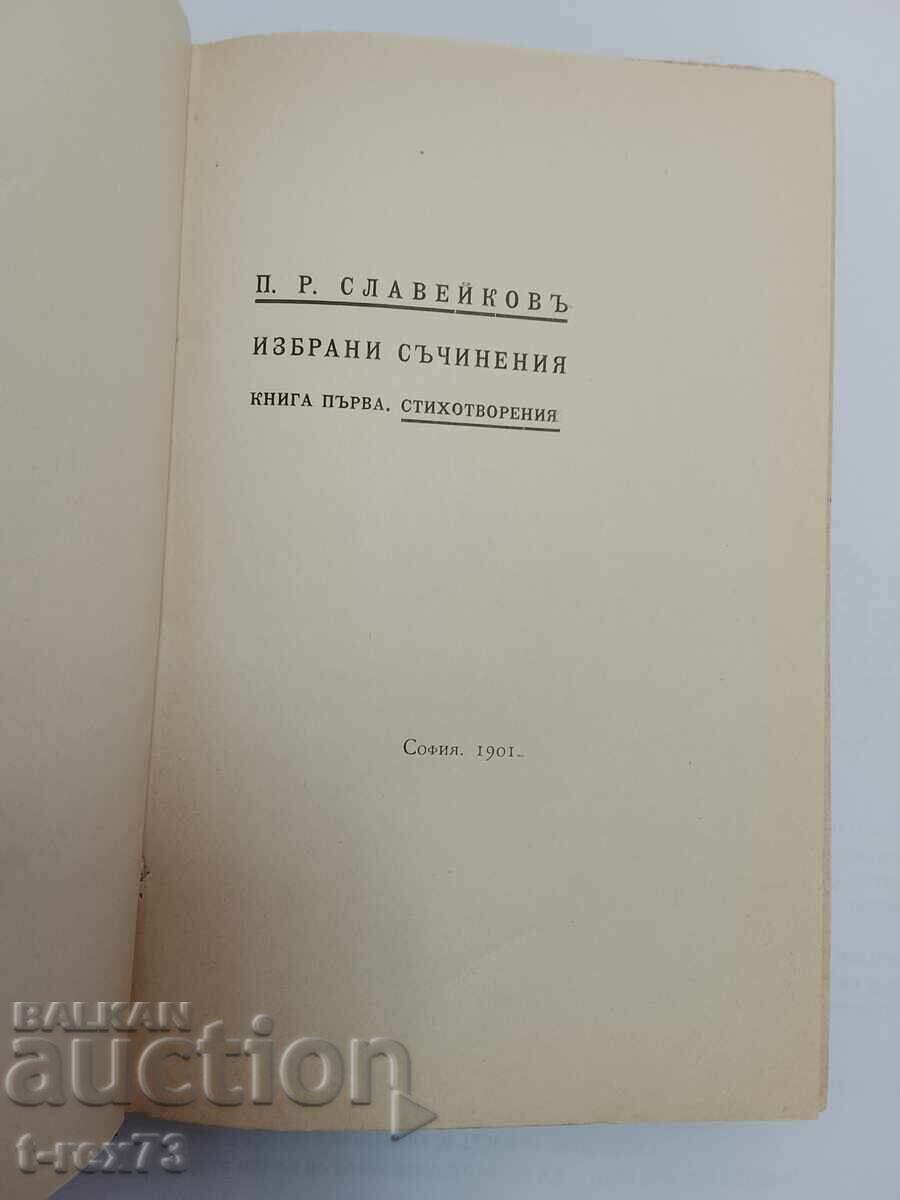 П. Р. СЛАВЕЙКОВЪ
ИЗБРАНИ СЪЧИНЕНИЯ
КНИГА ПЪРВА. СТИХОТВОРЕНИЯ
София. 1901.
BALKAN
auction
t-rex73